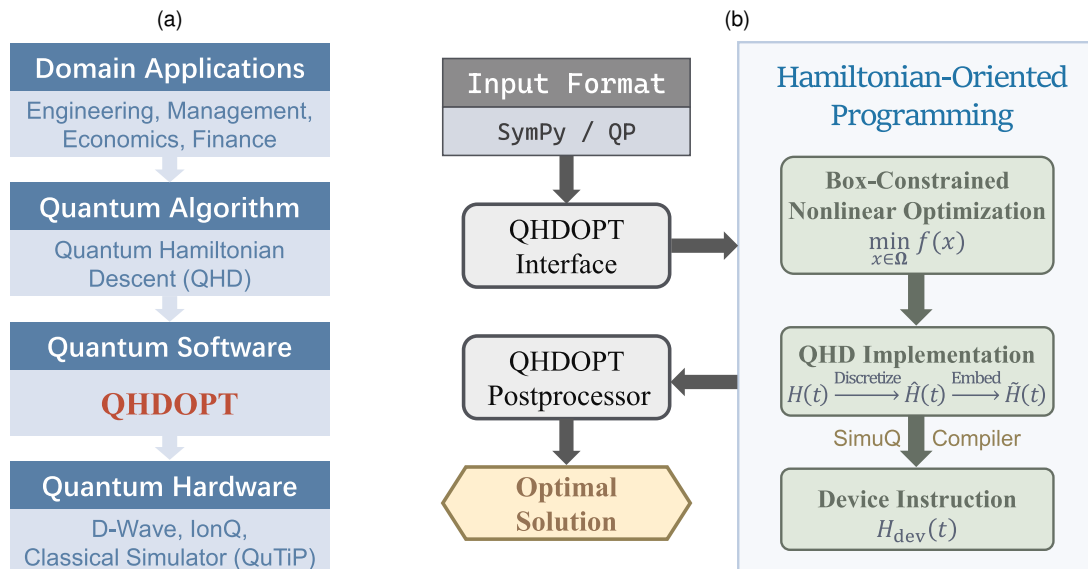 (a)
Domain Applications
Engineering, Management,
Economics, Finance
Quantum Algorithm
Quantum Hamiltonian
Descent (QHD)
Quantum Software
QHDOPT
Quantum Hardware
D-Wave, IonQ,
Classical Simulator (QuTiP)
(b)
Input Format
SymPy / QP
QHDOPT
Interface
QHDOPT
Postprocessor
Optimal
Solution
Hamiltonian-Oriented
Programming
Box-Constrained
Nonlinear Optimization
min f(x)
x∈Ω
QHD Implementation
Discretize Embed
H(t) ⟶ Ĥ(t) ⟶ H̃(t)
SimuQ Compiler
Device Instruction
H_dev(t)